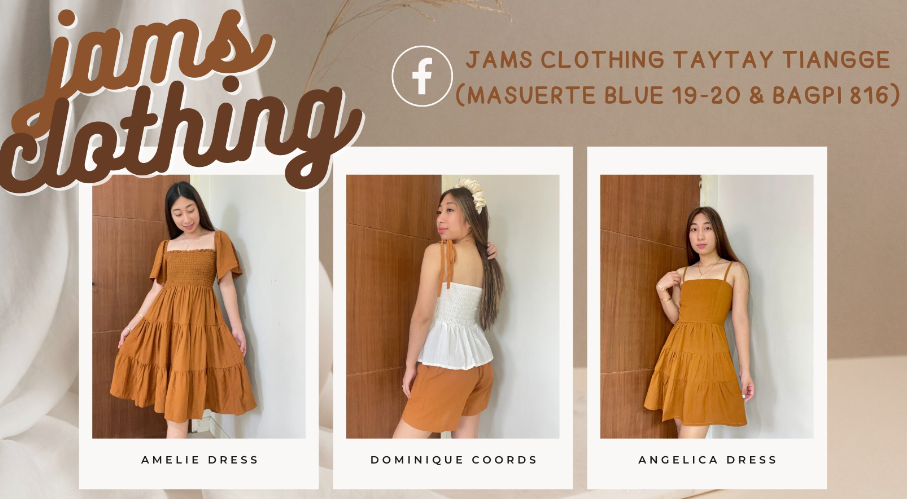 jams
clothing
f
JAMS CLOTHING TAYTAY TIANGGE
(MASUERTE BLUE 19-20 & BAGPI 816)
AMELIE DRESS
DOMINIQUE COORDS
ANGELICA DRESS